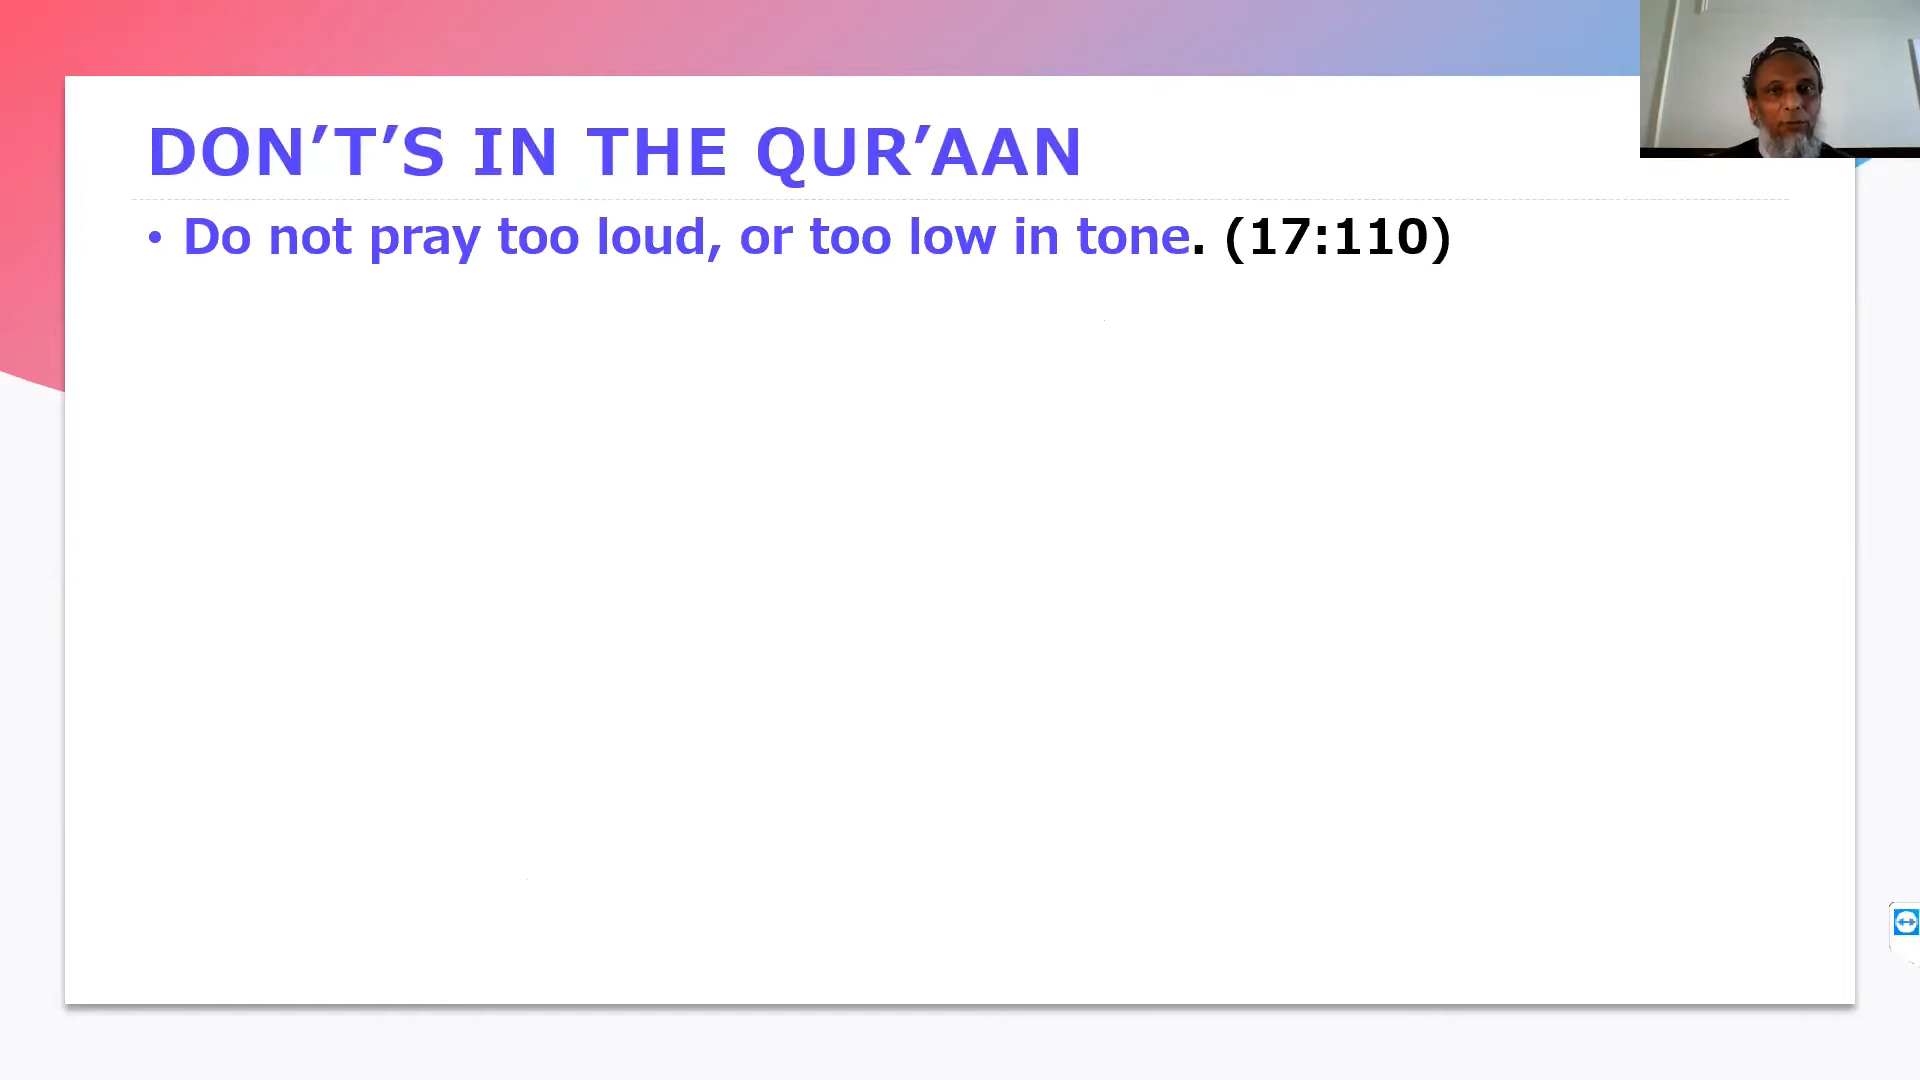 DON’T’S IN THE QUR’AAN
• Do not pray too loud, or too low in tone. (17:110)